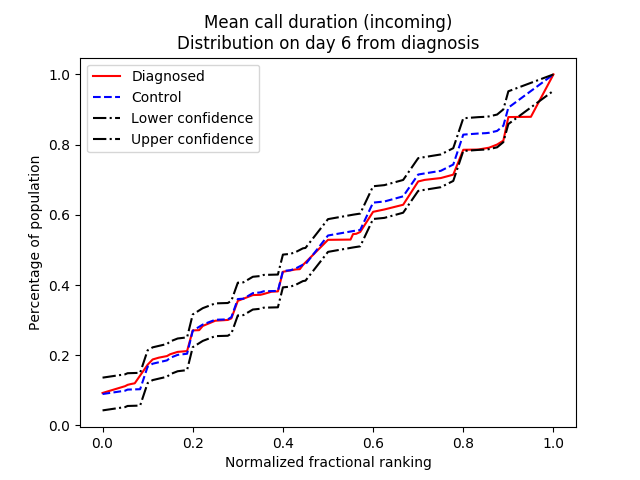 Mean call duration (incoming)
Distribution on day 6 from diagnosis
Diagnosed
Control
Lower confidence
Upper confidence
Percentage of population
1.0
0.8
0.6
0.4
0.2
0.0
0.0 0.2 0.4 0.6 0.8 1.0
Normalized fractional ranking